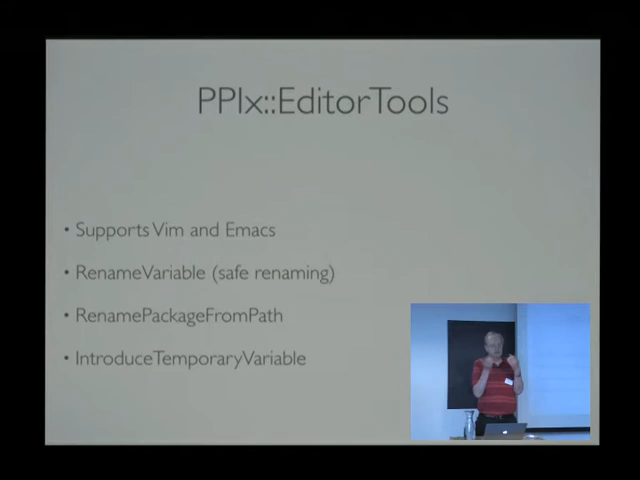 PPIx::EditorTools
• Supports Vim and Emacs
• RenameVariable (safe renaming)
• RenamePackageFromPath
• IntroduceTemporaryVariable